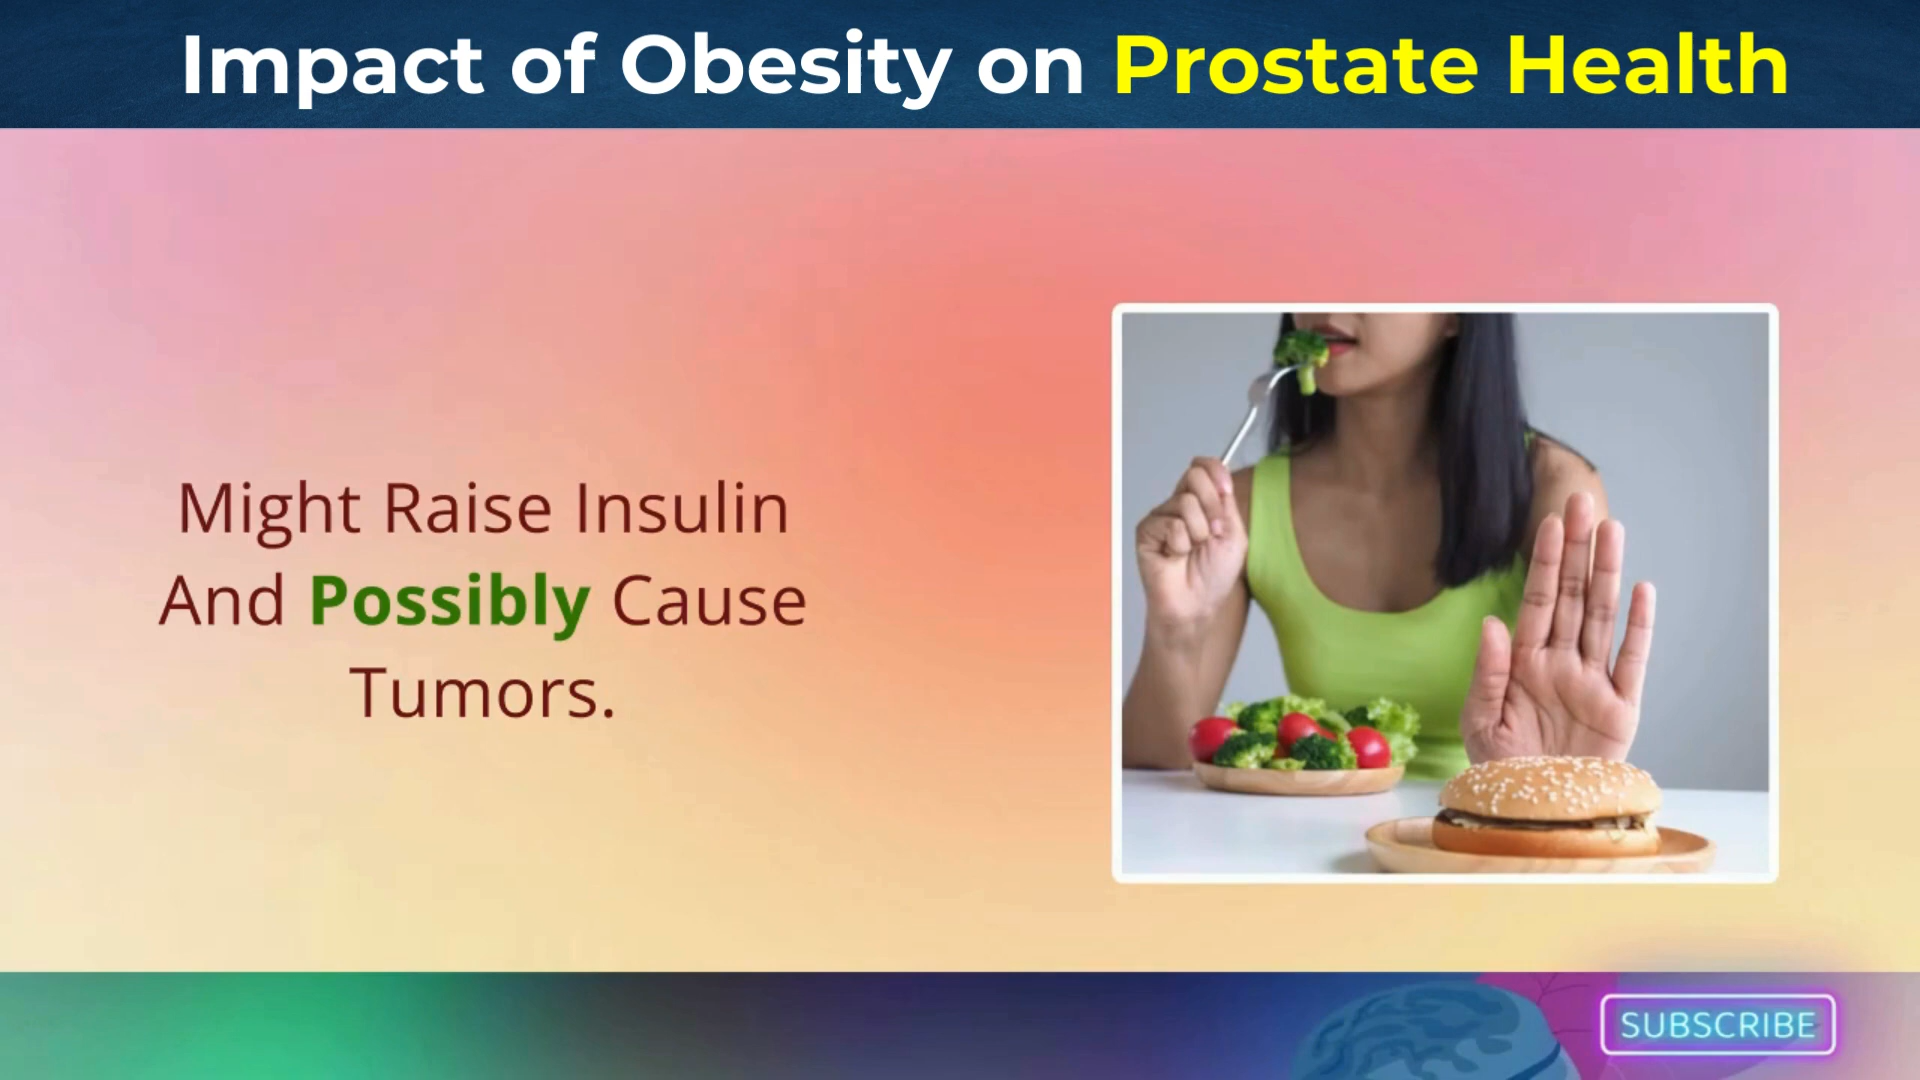 Impact of Obesity on Prostate Health
Might Raise Insulin
And Possibly Cause
Tumors.
SUBSCRIBE